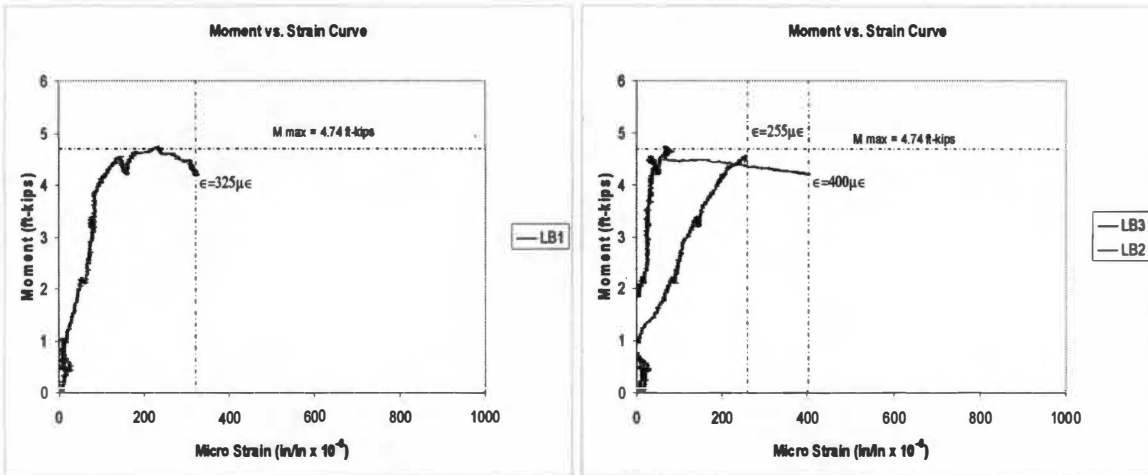 Moment vs. Strain Curve
6
5
4
3
2
1
0
Moment (ft-kips)
M max = 4.74 ft-kips
ϵ=325μϵ
LB1
0 200 400 600 800 1000
Micro Strain (in/in x 10⁻⁶)
Moment vs. Strain Curve
6
5
4
3
2
1
0
Moment (ft-kips)
ϵ=255μϵ
M max = 4.74 ft-kips
ϵ=400μϵ
LB3
LB2
0 200 400 600 800 1000
Micro Strain (in/in x 10⁻⁶)